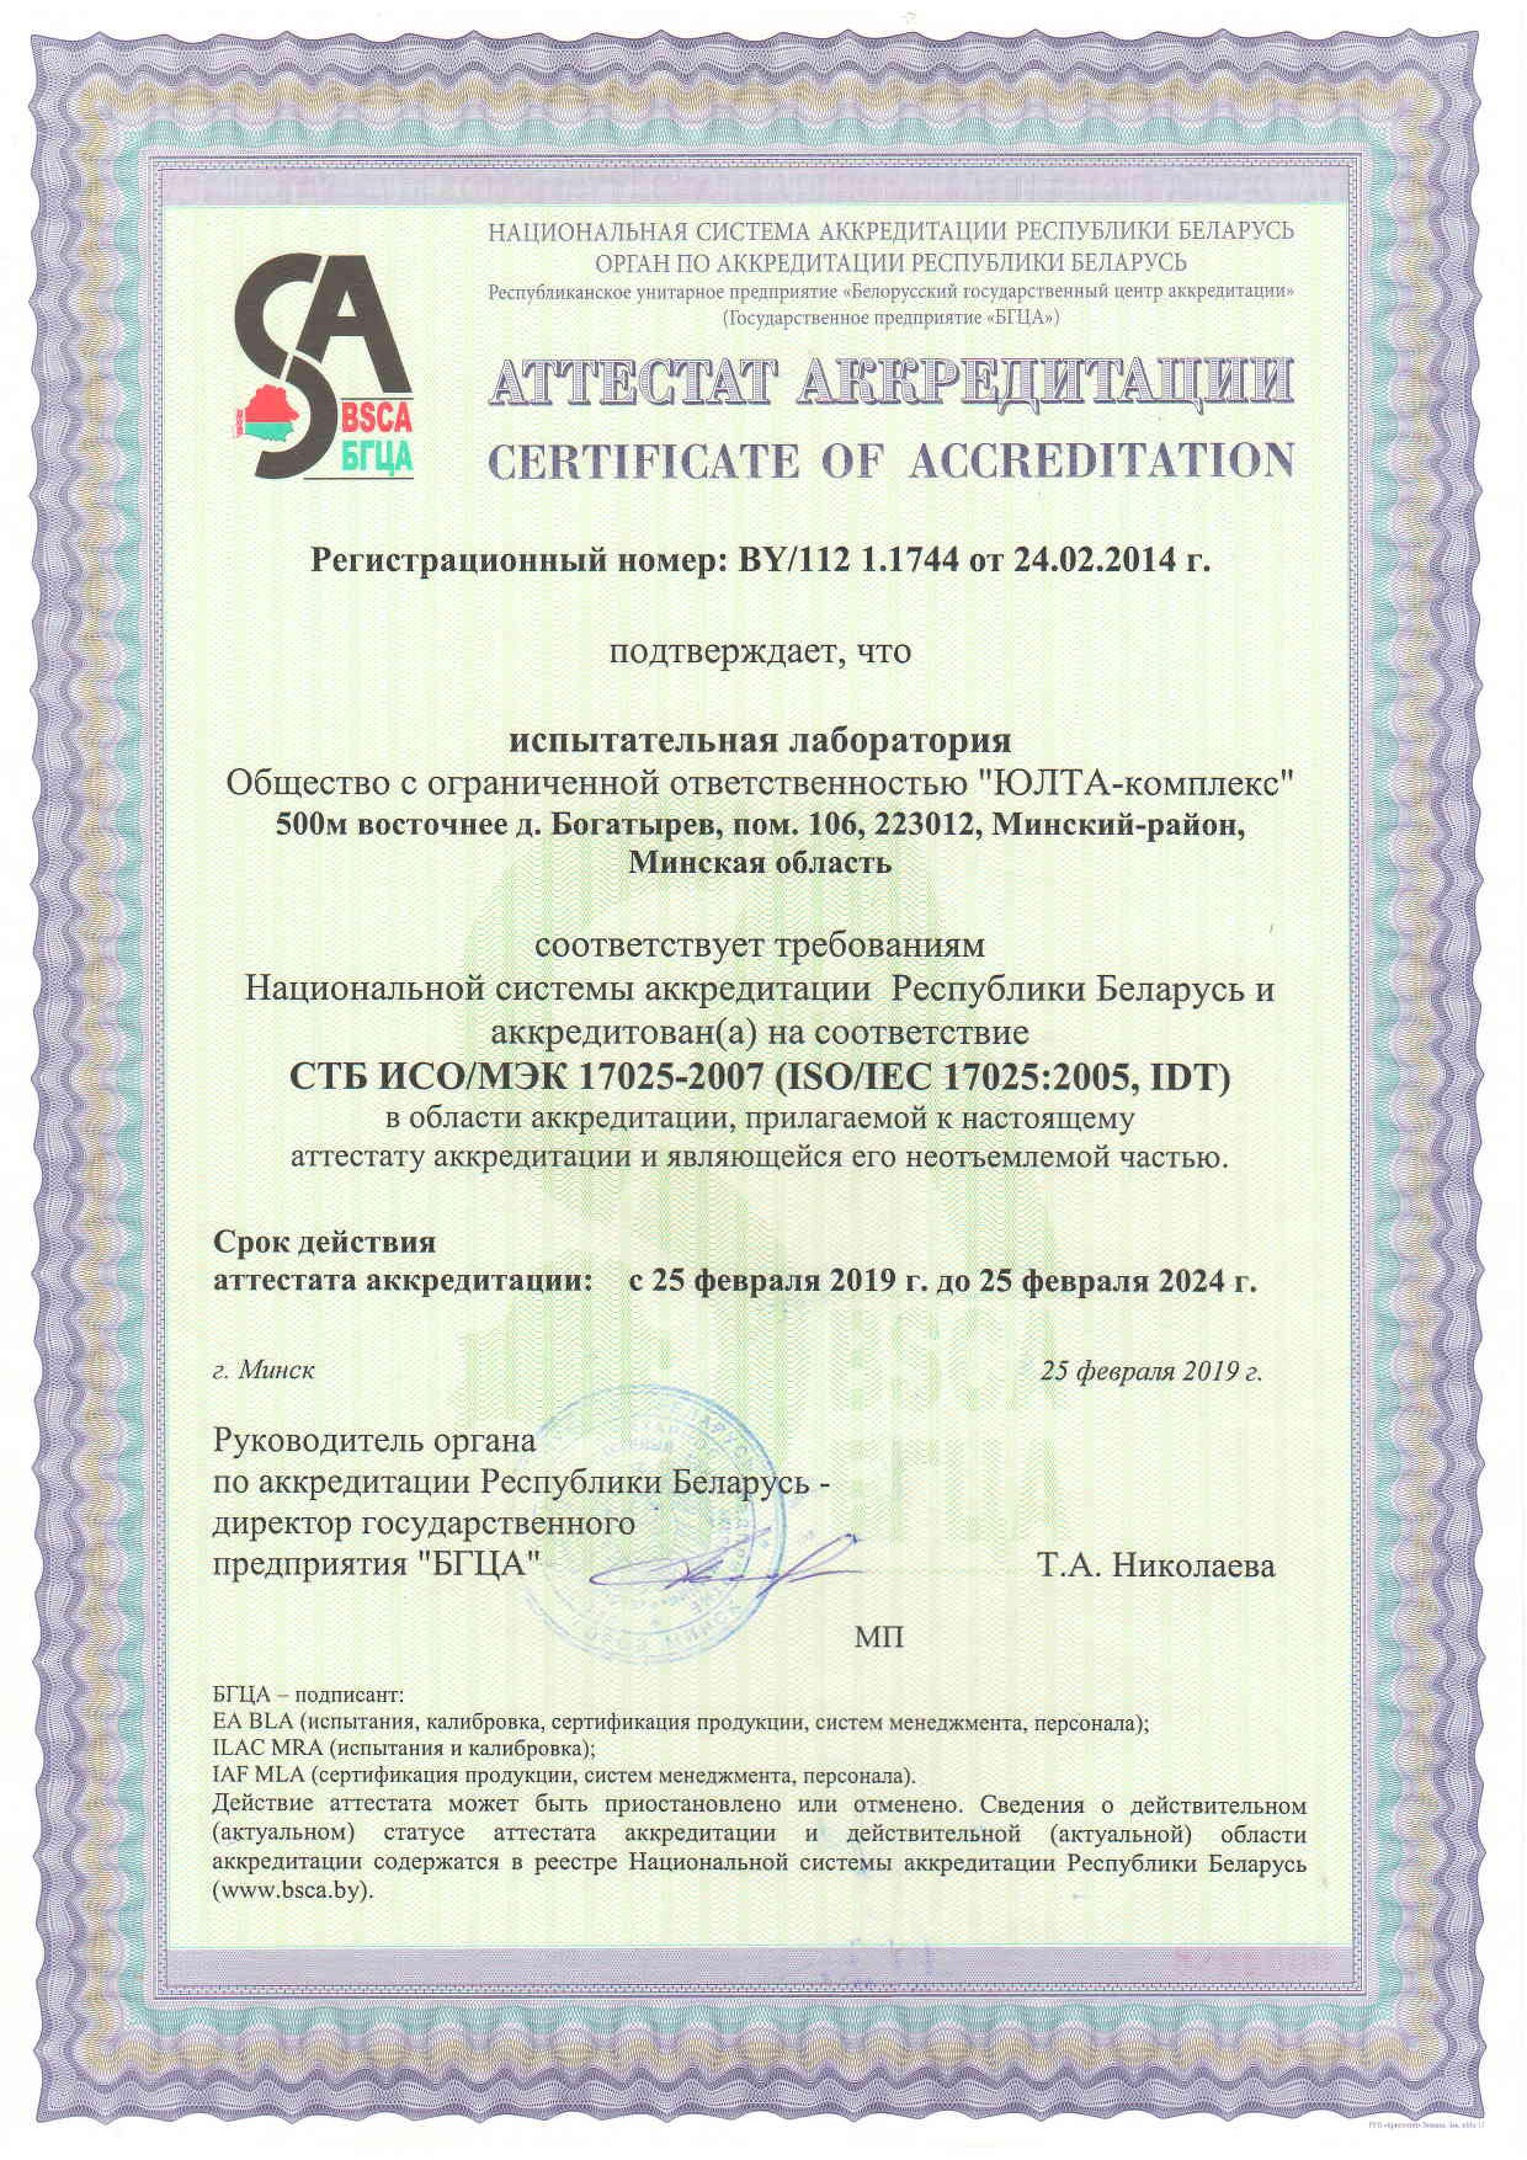 НАЦИОНАЛЬНАЯ СИСТЕМА АККРЕДИТАЦИИ РЕСПУБЛИКИ БЕЛАРУСЬ
ОРГАН ПО АККРЕДИТАЦИИ РЕСПУБЛИКИ БЕЛАРУСЬ
Республиканское унитарное предприятие «Белорусский государственный центр аккредитации»
(Государственное предприятие «БГЦА»)
BSCA
БГЦА
АТТЕСТАТ АККРЕДИТАЦИИ
CERTIFICATE OF ACCREDITATION
Регистрационный номер: BY/112 1.1744 от 24.02.2014 г.
подтверждает, что
испытательная лаборатория
Общество с ограниченной ответственностью "ЮЛТА-комплекс"
500м восточнее д. Богатырев, пом. 106, 223012, Минский-район,
Минская область
соответствует требованиям
Национальной системы аккредитации Республики Беларусь и
аккредитован(а) на соответствие
СТБ ИСО/МЭК 17025-2007 (ISO/IEC 17025:2005, IDT)
в области аккредитации, прилагаемой к настоящему
аттестату аккредитации и являющейся его неотъемлемой частью.
Срок действия
аттестата аккредитации: с 25 февраля 2019 г. до 25 февраля 2024 г.
г. Минск 25 февраля 2019 г.
Руководитель органа
по аккредитации Республики Беларусь -
директор государственного
предприятия "БГЦА" Т.А. Николаева
МП
БГЦА – подписант:
EA BLA (испытания, калибровка, сертификация продукции, систем менеджмента, персонала);
ILAC MRA (испытания и калибровка);
IAF MLA (сертификация продукции, систем менеджмента, персонала).
Действие аттестата может быть приостановлено или отменено. Сведения о действительном
(актуальном) статусе аттестата аккредитации и действительной (актуальной) области
аккредитации содержатся в реестре Национальной системы аккредитации Республики Беларусь
(www.bsca.by).